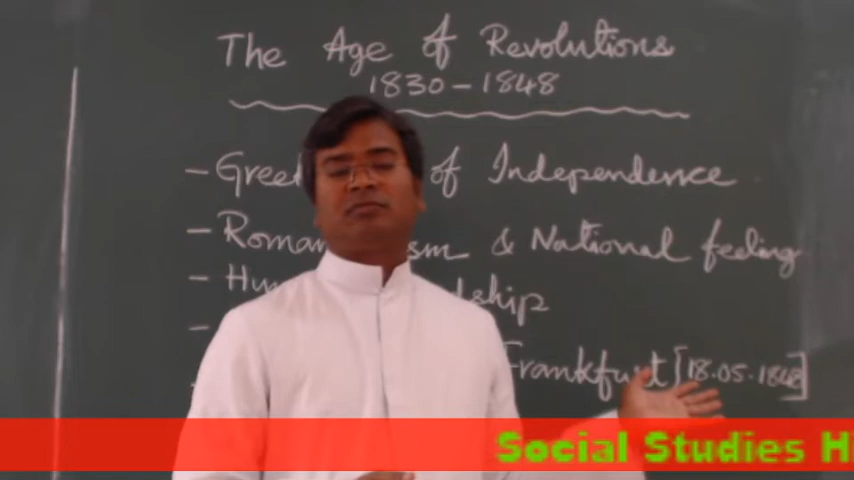 The Age of Revolutions
1830-1848
- Gree of Independence
- Roman sm & National feeling
- Hu dship
-
Frankfurt [18.05.1848]
Social Studies H